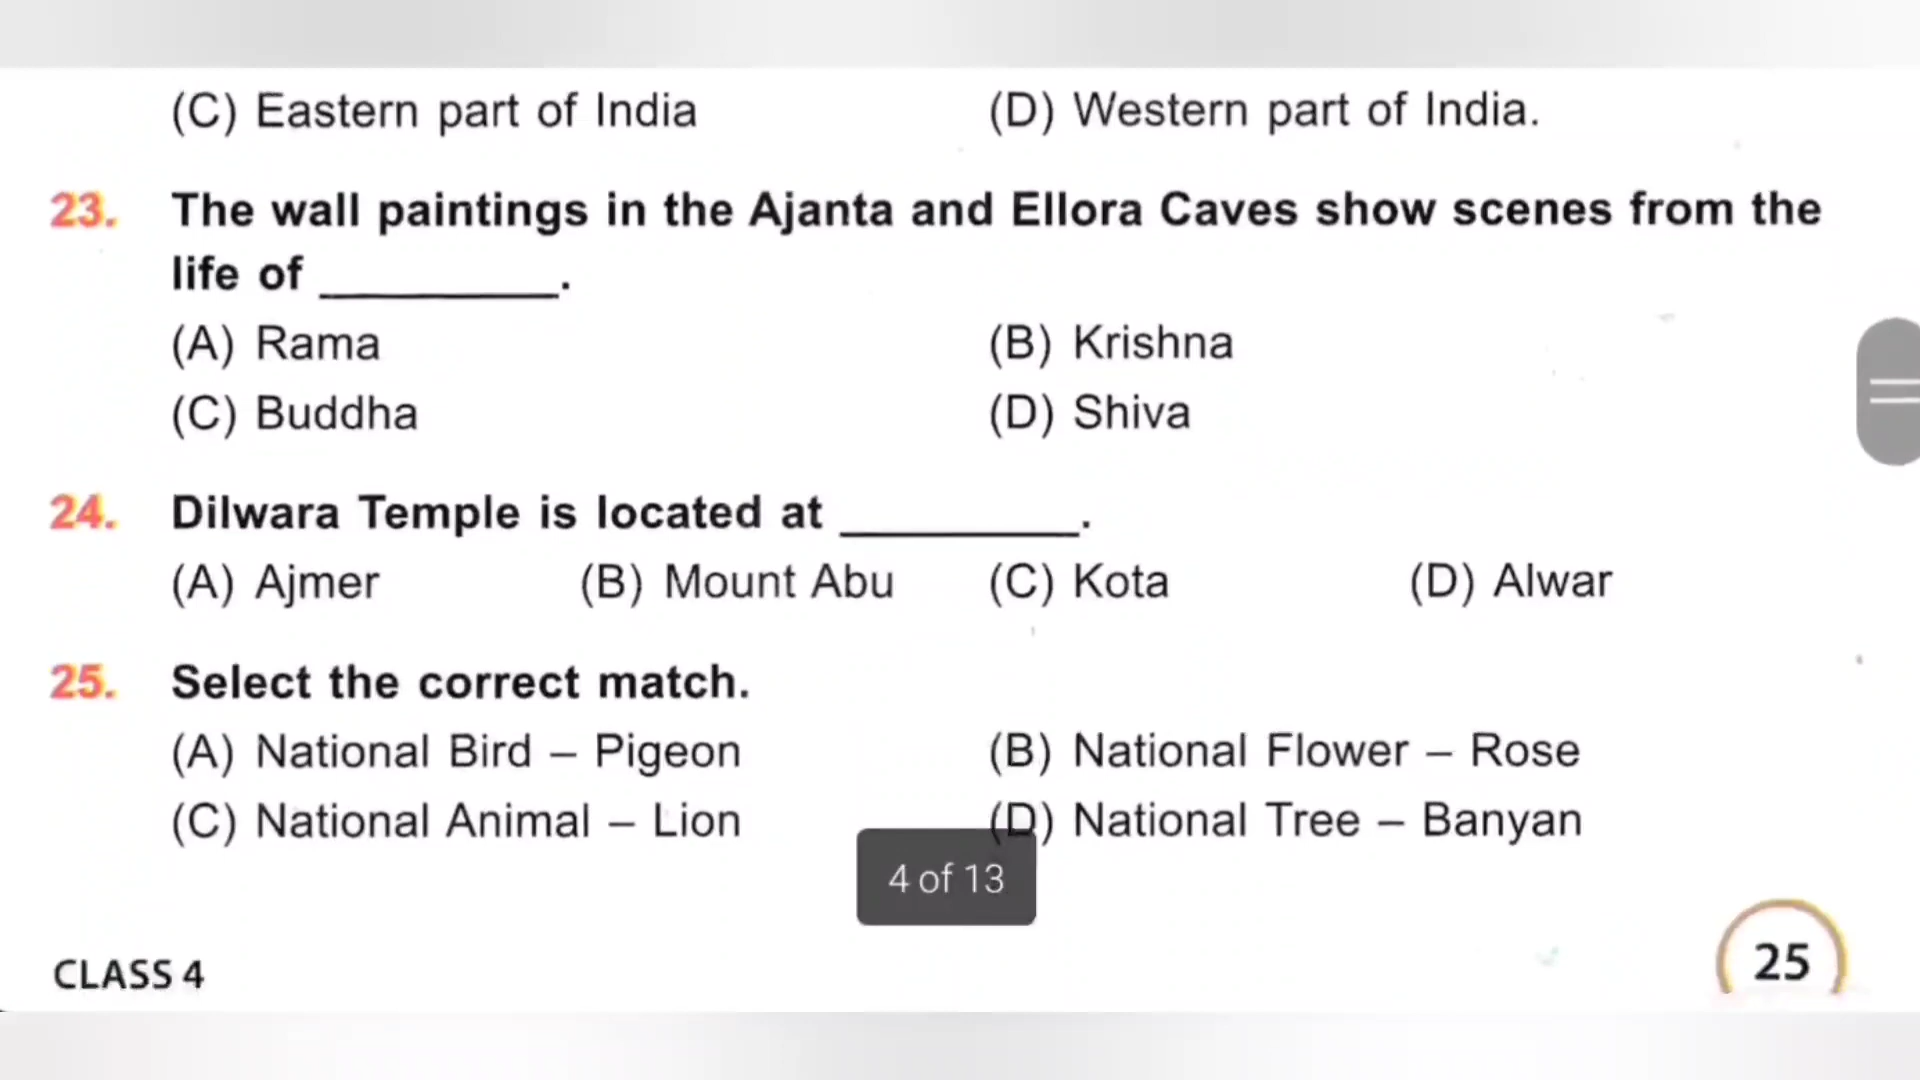 (C) Eastern part of India (D) Western part of India.
23. The wall paintings in the Ajanta and Ellora Caves show scenes from the
life of __________.
(A) Rama (B) Krishna
(C) Buddha (D) Shiva
24. Dilwara Temple is located at __________.
(A) Ajmer (B) Mount Abu (C) Kota (D) Alwar
25. Select the correct match.
(A) National Bird – Pigeon (B) National Flower – Rose
(C) National Animal – Lion (D) National Tree – Banyan
4 of 13
CLASS 4 25